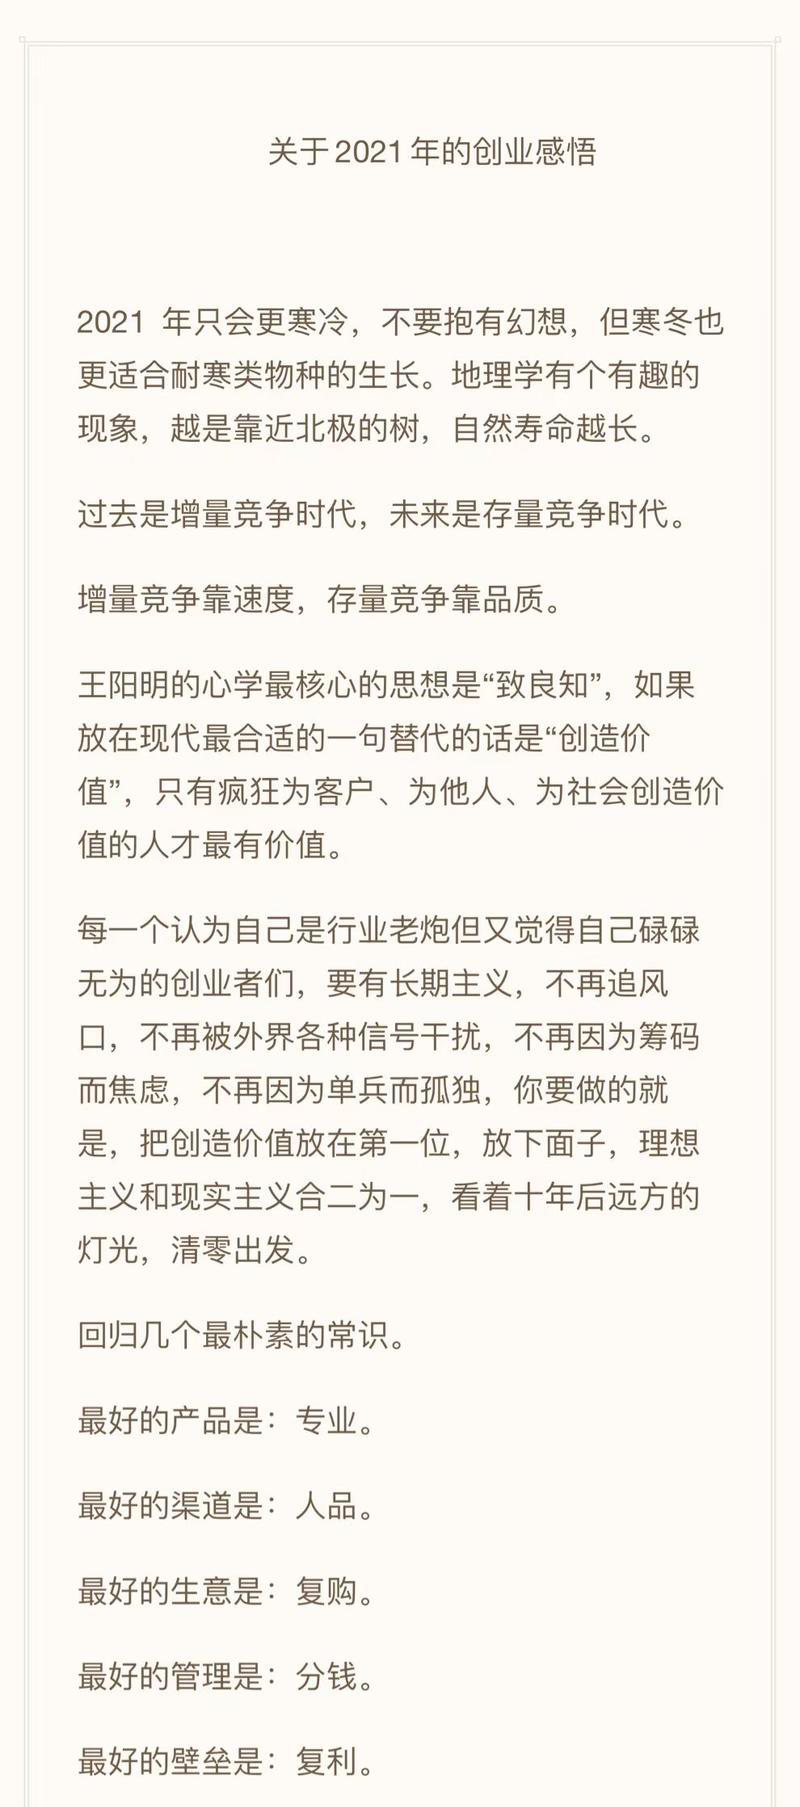 关于2021年的创业感悟
2021 年只会更寒冷，不要抱有幻想，但寒冬也
更适合耐寒类物种的生长。地理学有个有趣的
现象，越是靠近北极的树，自然寿命越长。
过去是增量竞争时代，未来是存量竞争时代。
增量竞争靠速度，存量竞争靠品质。
王阳明的心学最核心的思想是“致良知”，如果
放在现代最合适的一句替代的话是“创造价
值”，只有疯狂为客户、为他人、为社会创造价
值的人才最有价值。
每一个认为自己是行业老炮但又觉得自己碌碌
无为的创业者们，要有长期主义，不再追风
口，不再被外界各种信号干扰，不再因为筹码
而焦虑，不再因为单兵而孤独，你要做的就
是，把创造价值放在第一位，放下面子，理想
主义和现实主义合二为一，看着十年后远方的
灯光，清零出发。
回归几个最朴素的常识。
最好的产品是：专业。
最好的渠道是：人品。
最好的生意是：复购。
最好的管理是：分钱。
最好的壁垒是：复利。